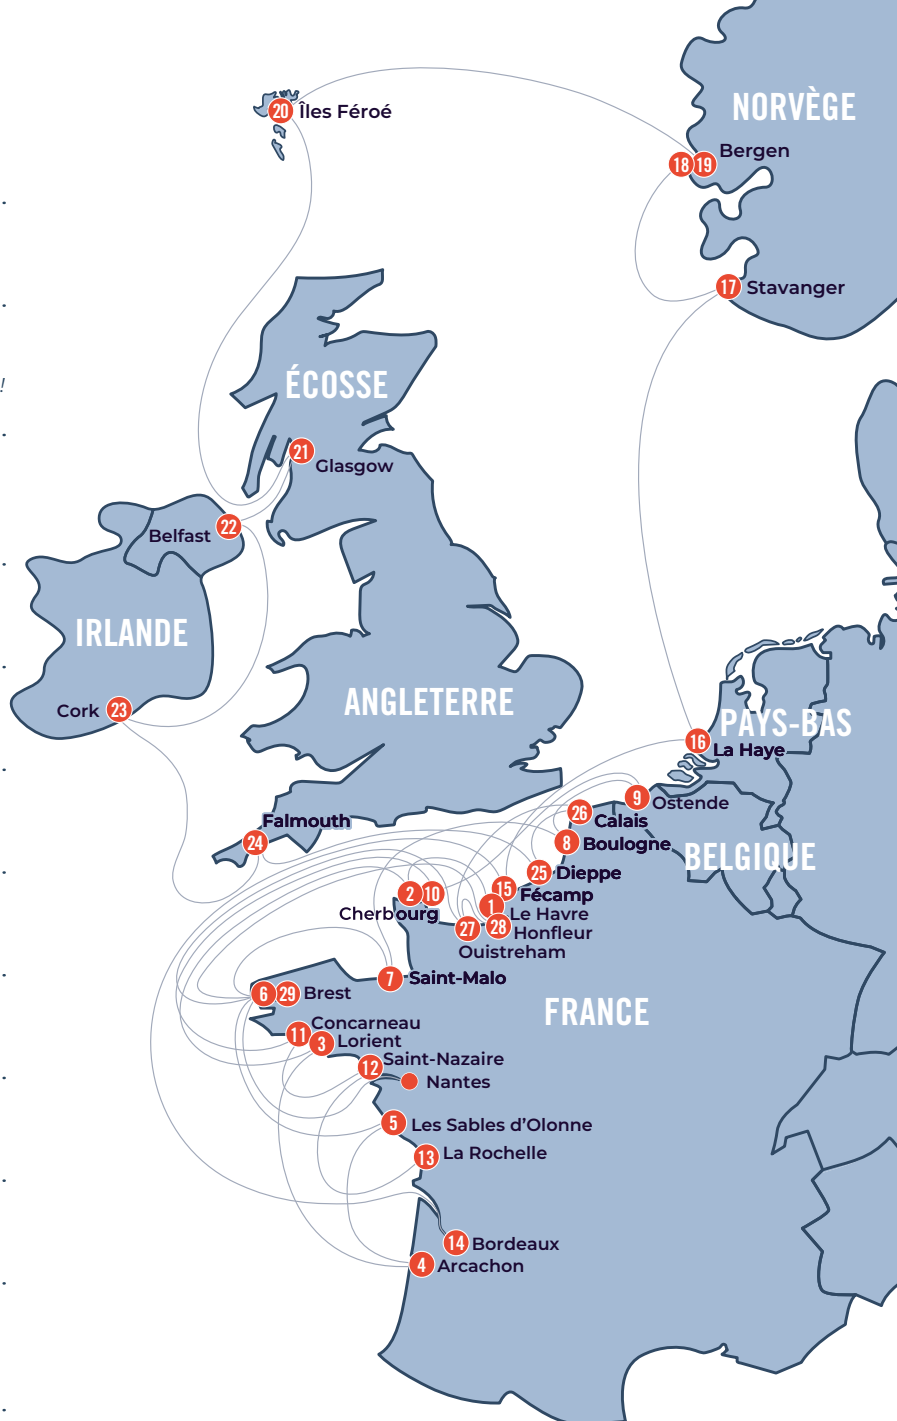 NORVÈGE
20 Îles Féroé
Bergen
18 19
17 Stavanger
!
ÉCOSSE
21
Glasgow
22
Belfast
IRLANDE
ANGLETERRE
Cork 23
PAYS-BAS
16
La Haye
9 Ostende
26
Calais
Falmouth
24
8 Boulogne
BELGIQUE
25 Dieppe
15
Fécamp
2 10
1
Le Havre
Cherbourg
27 28
Honfleur
Ouistreham
7 Saint-Malo
6 29 Brest
FRANCE
Concarneau
11
3 Lorient
Saint-Nazaire
12
Nantes
5 Les Sables d'Olonne
13 La Rochelle
14 Bordeaux
4 Arcachon